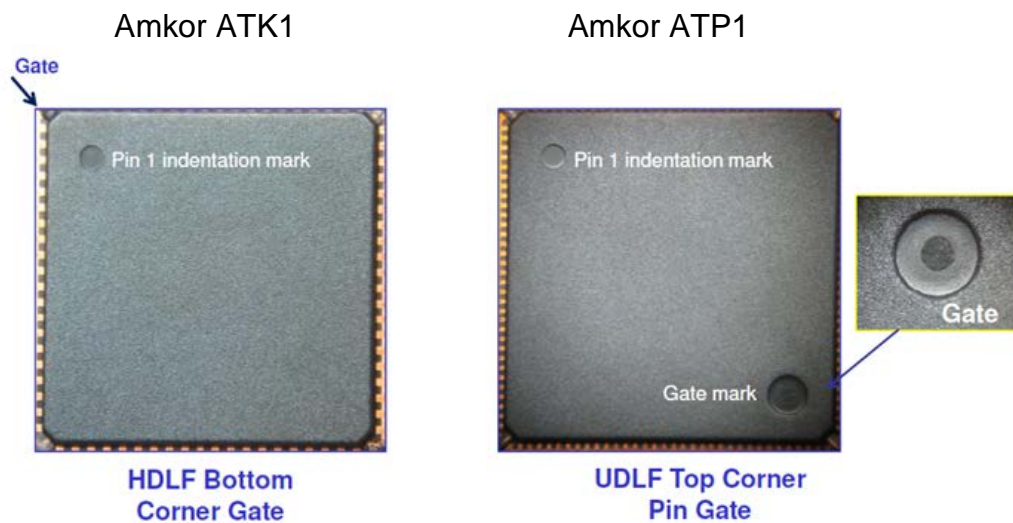 Amkor ATK1
Amkor ATP1
Gate
Pin 1 indentation mark
Pin 1 indentation mark
Gate
Gate mark
HDLF Bottom
Corner Gate
UDLF Top Corner
Pin Gate